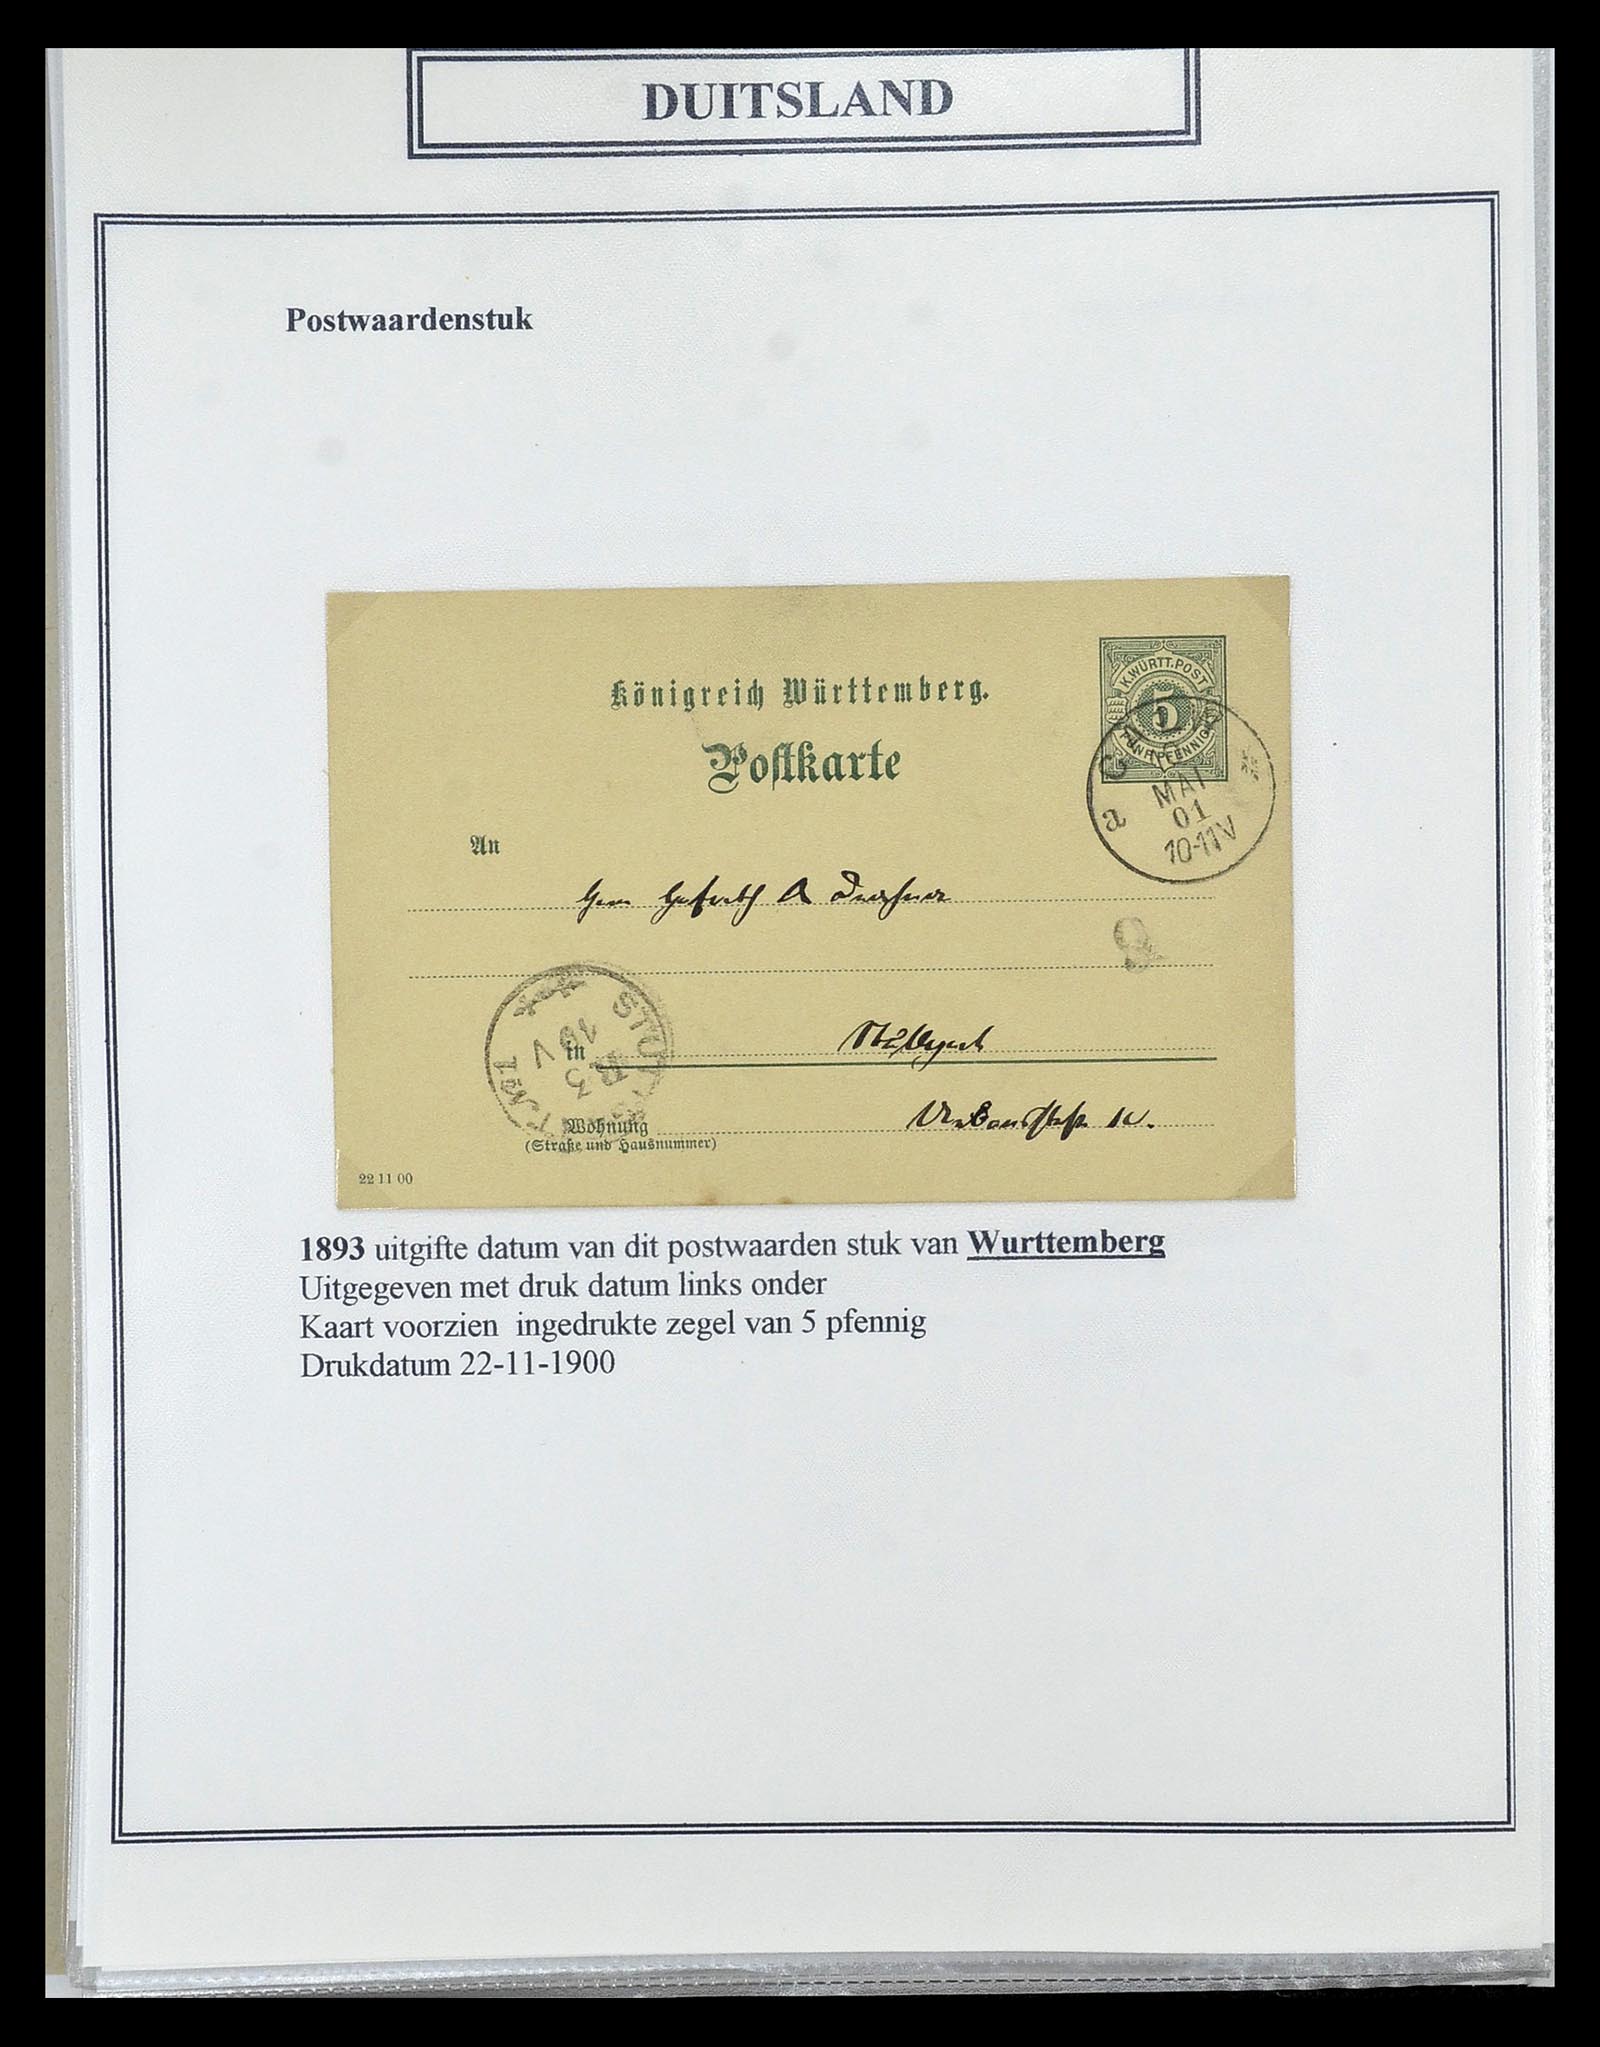 DUITSLAND
Postwaardenstuk
Königreich Württemberg.
Postkarte
K.WÜRTT.POST
5
FÜNF PFENNIG
MAI
01
10-11V
a
An
in
Wohnung
(Straße und Hausnummer)
22 11 00
1893 uitgifte datum van dit postwaarden stuk van Wurttemberg
Uitgegeven met druk datum links onder
Kaart voorzien ingedrukte zegel van 5 pfennig
Drukdatum 22-11-1900